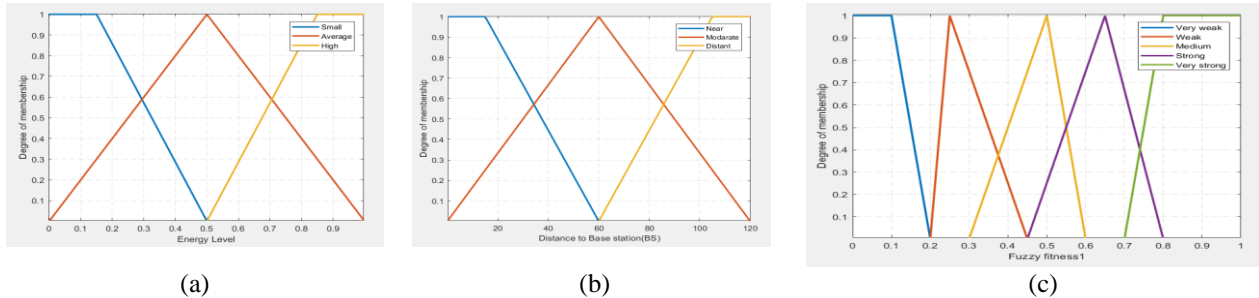 Degree of membership
1
0.9
0.8
0.7
0.6
0.5
0.4
0.3
0.2
0.1
Small
Average
High
0 0.1 0.2 0.3 0.4 0.5 0.6 0.7 0.8 0.9
Energy Level
(a)
Degree of membership
1
0.9
0.8
0.7
0.6
0.5
0.4
0.3
0.2
0.1
Near
Modarate
Distant
20 40 60 80 100 120
Distance to Base station(BS)
(b)
Degree of membership
1
0.9
0.8
0.7
0.6
0.5
0.4
0.3
0.2
0.1
Very weak
Weak
Medium
Strong
Very strong
0 0.1 0.2 0.3 0.4 0.5 0.6 0.7 0.8 0.9 1
Fuzzy fitness1
(c)